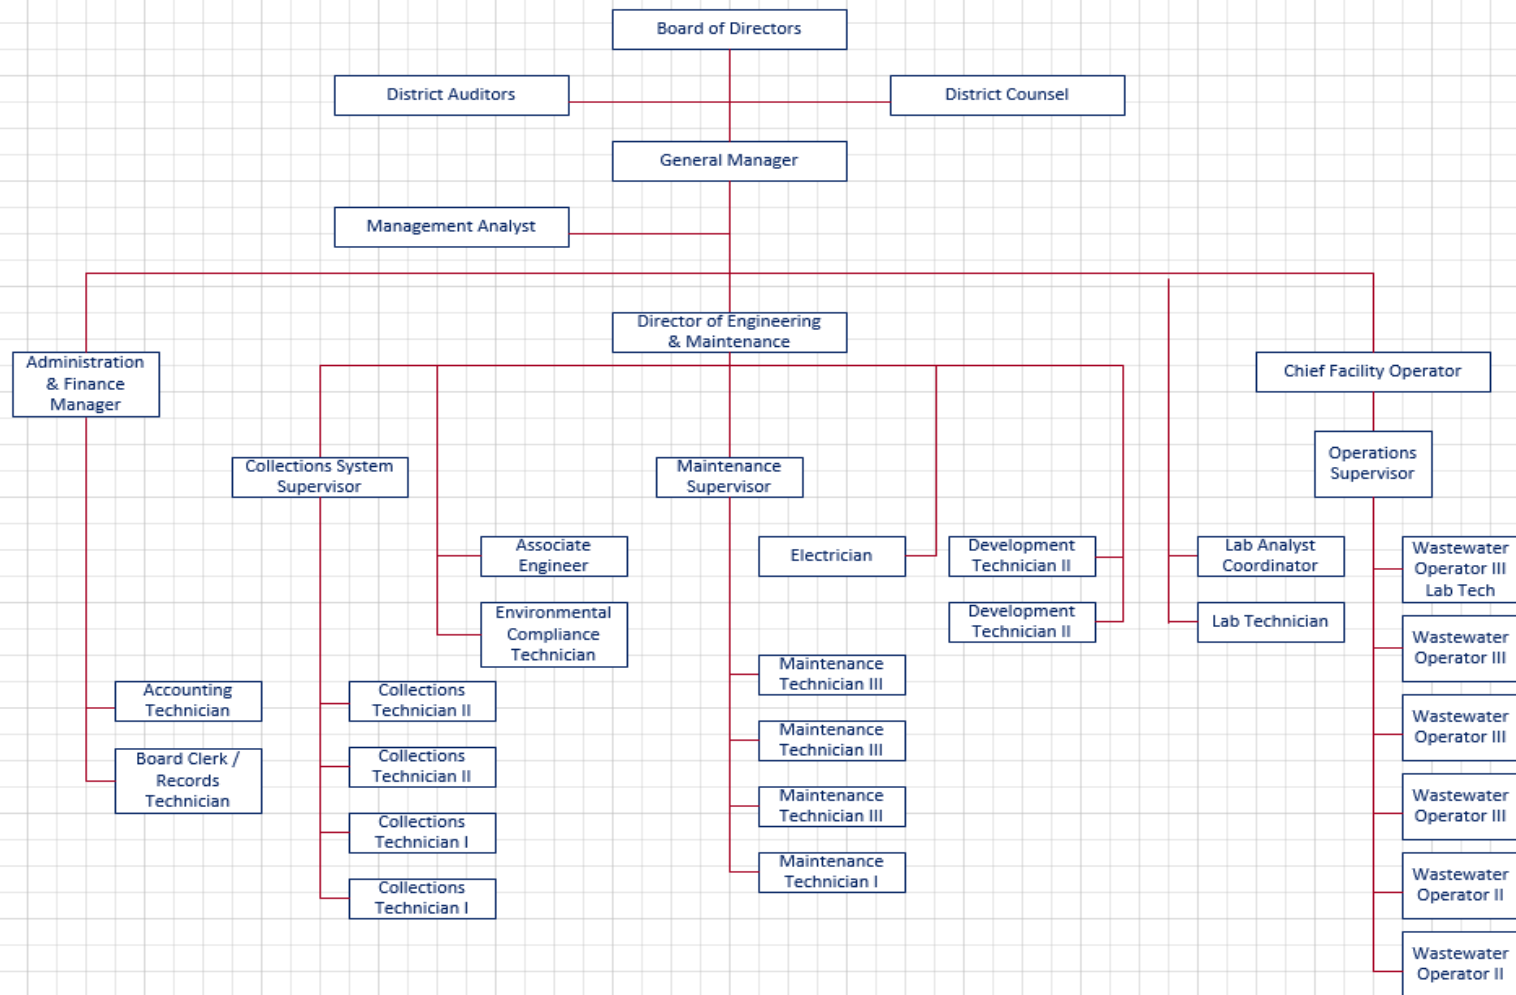 Board of Directors
District Auditors
District Counsel
General Manager
Management Analyst
Director of Engineering
& Maintenance
Administration
& Finance
Manager
Chief Facility Operator
Operations
Supervisor
Collections System
Supervisor
Maintenance
Supervisor
Associate
Engineer
Electrician
Development
Technician II
Lab Analyst
Coordinator
Wastewater
Operator III
Lab Tech
Environmental
Compliance
Technician
Development
Technician II
Lab Technician
Wastewater
Operator III
Maintenance
Technician III
Accounting
Technician
Collections
Technician II
Wastewater
Operator III
Maintenance
Technician III
Board Clerk /
Records
Technician
Collections
Technician II
Maintenance
Technician III
Wastewater
Operator III
Collections
Technician I
Maintenance
Technician I
Wastewater
Operator II
Collections
Technician I
Wastewater
Operator II